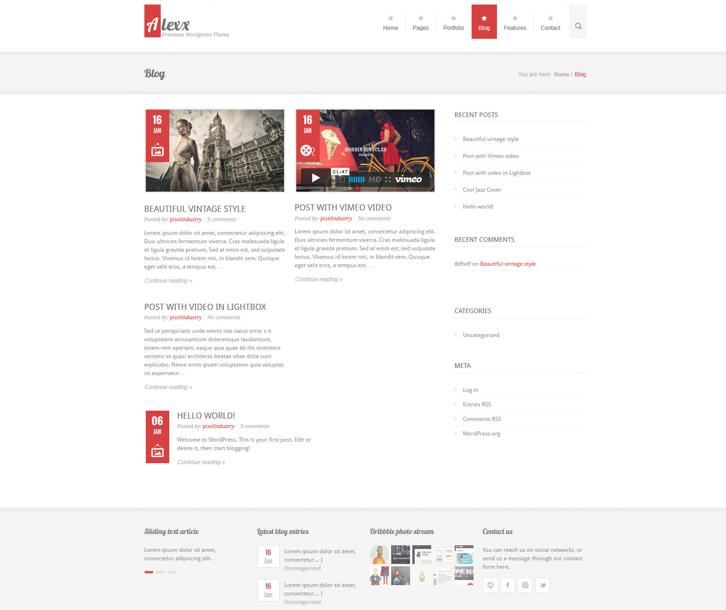 Alexx
Premium Wordpress Theme
Home
Pages
Portfolio
Blog
Features
Contact
Blog
You are here: Home / Blog
16
JAN
BEAUTIFUL VINTAGE STYLE
Posted by: pixelindustry / 3 comments
Lorem ipsum dolor sit amet, consectetur adipiscing elit.
Duis ultricies fermentum viverra. Cras malesuada ligula
et ligula gravida pretium. Sed at enim est, sed vulputate
lectus. Vivamus id lorem nisi, in blandit sem. Quisque
eget velit eros, a tempus est. ...
Continue reading »
16
JAN
ROBBIN CYCLES
PRESENTS
01:47
HD
vimeo
POST WITH VIMEO VIDEO
Posted by: pixelindustry / No comments
Lorem ipsum dolor sit amet, consectetur adipiscing elit.
Duis ultricies fermentum viverra. Cras malesuada ligula
et ligula gravida pretium. Sed at enim est, sed vulputate
lectus. Vivamus id lorem nisi, in blandit sem. Quisque
eget velit eros, a tempus est. ...
Continue reading »
POST WITH VIDEO IN LIGHTBOX
Posted by: pixelindustry / No comments
Sed ut perspiciatis unde omnis iste natus error s it
voluptatem accusantium doloremque laudantium,
totam rem aperiam, eaque ipsa quae ab illo inventore
veritatis et quasi architecto beatae vitae dicta sunt
explicabo. Nemo enim ipsam voluptatem quia voluptas
sit aspernatur ...
Continue reading »
06
JAN
HELLO WORLD!
Posted by: pixelindustry / 3 comments
Welcome to WordPress. This is your first post. Edit or
delete it, then start blogging!
Continue reading »
RECENT POSTS
Beautiful vintage style
Post with Vimeo video
Post with video in Lightbox
Cool Jazz Cover
Hello world!
RECENT COMMENTS
on Beautiful vintage style
CATEGORIES
Uncategorized
META
Log in
Entries RSS
Comments RSS
WordPress.org
Sliding text article
Lorem ipsum dolor sit amet,
consectetur adipiscing elit.
Latest blog entries
16
Jan
Lorem ipsum dolor sit amet,
consectetur... |
Uncategorized
16
Jan
Lorem ipsum dolor sit amet,
consectetur... |
Uncategorized
Dribbble photo stream
Contact us
You can reach us on social networks, or
send us a message through our contact
form here.